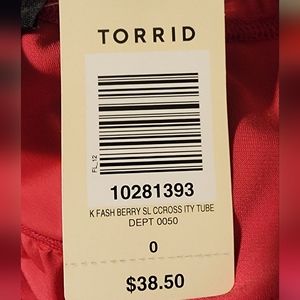 TORRID
FL_12
10281393
K FASH BERRY SL CCROSS ITY TUBE
DEPT 0050
0
$38.50